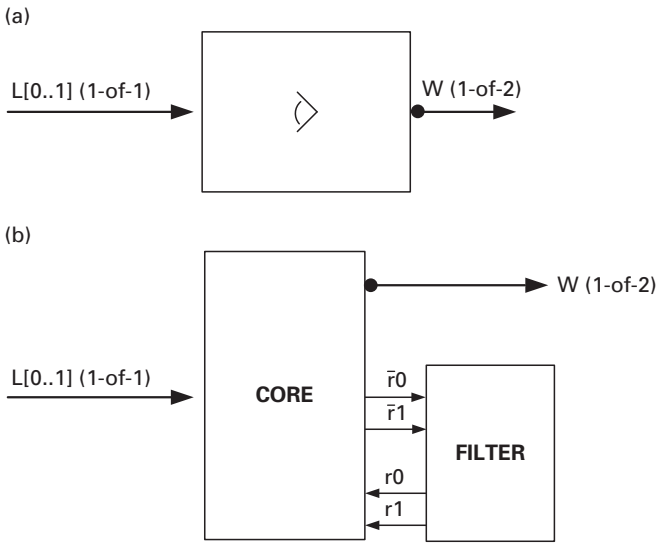 (a)
L[0..1] (1-of-1)
W (1-of-2)
(b)
W (1-of-2)
L[0..1] (1-of-1)
CORE
r̄0
r̄1
FILTER
r0
r1